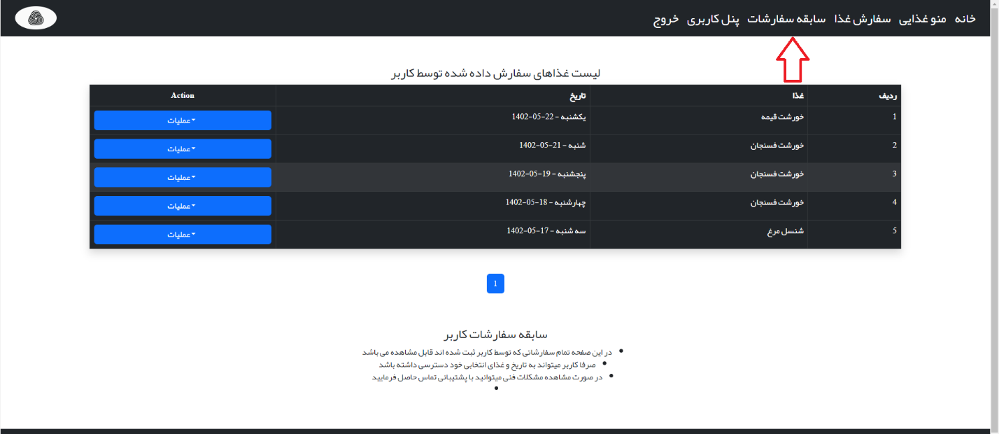 خانه منو غذایی سفارش غذا سابقه سفارشات پنل کاربری خروج
لیست غذاهای سفارش داده شده توسط کاربر
ردیف غذا تاریخ Action
1 خورشت قیمه یکشنبه - 22-05-1402 عملیات
2 خورشت فسنجان شنبه - 21-05-1402 عملیات
3 خورشت فسنجان پنجشنبه - 19-05-1402 عملیات
4 خورشت فسنجان چهارشنبه - 18-05-1402 عملیات
5 شنسل مرغ سه شنبه - 17-05-1402 عملیات
1
سابقه سفارشات کاربر
در این صفحه تمام سفارشاتی که توسط کاربر ثبت شده اند قابل مشاهده می باشد
صرفا کاربر میتواند به تاریخ و غذای انتخابی خود دسترسی داشته باشد
در صورت مشاهده مشکلات فنی میتوانید با پشتیبانی تماس حاصل فرمایید